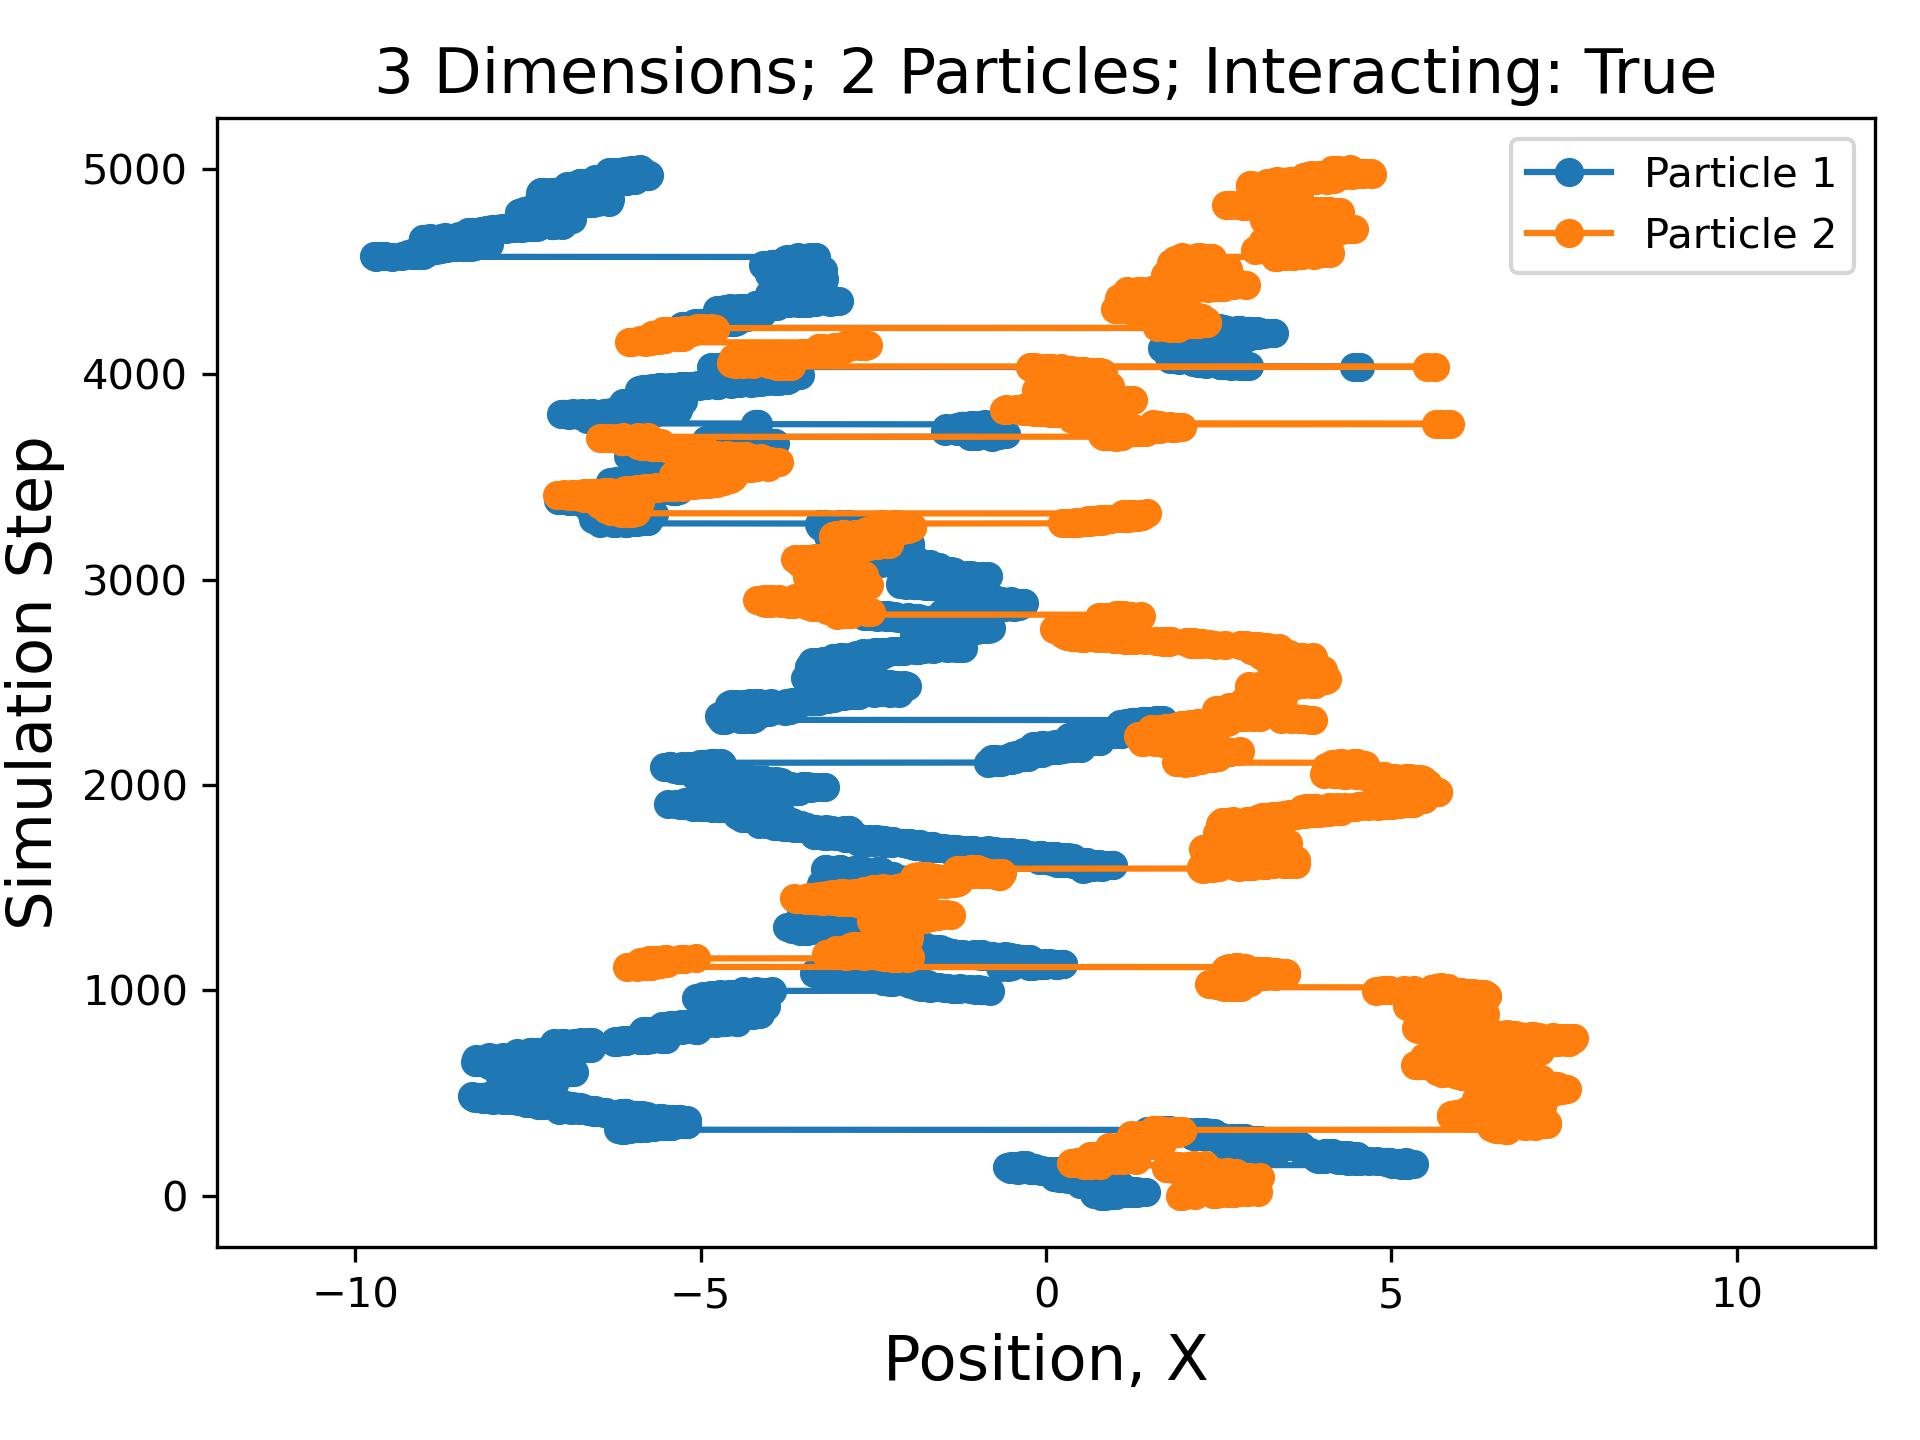 3 Dimensions; 2 Particles; Interacting: True
Particle 1
Particle 2
Simulation Step
5000
4000
3000
2000
1000
0
−10
−5
0
5
10
Position, X